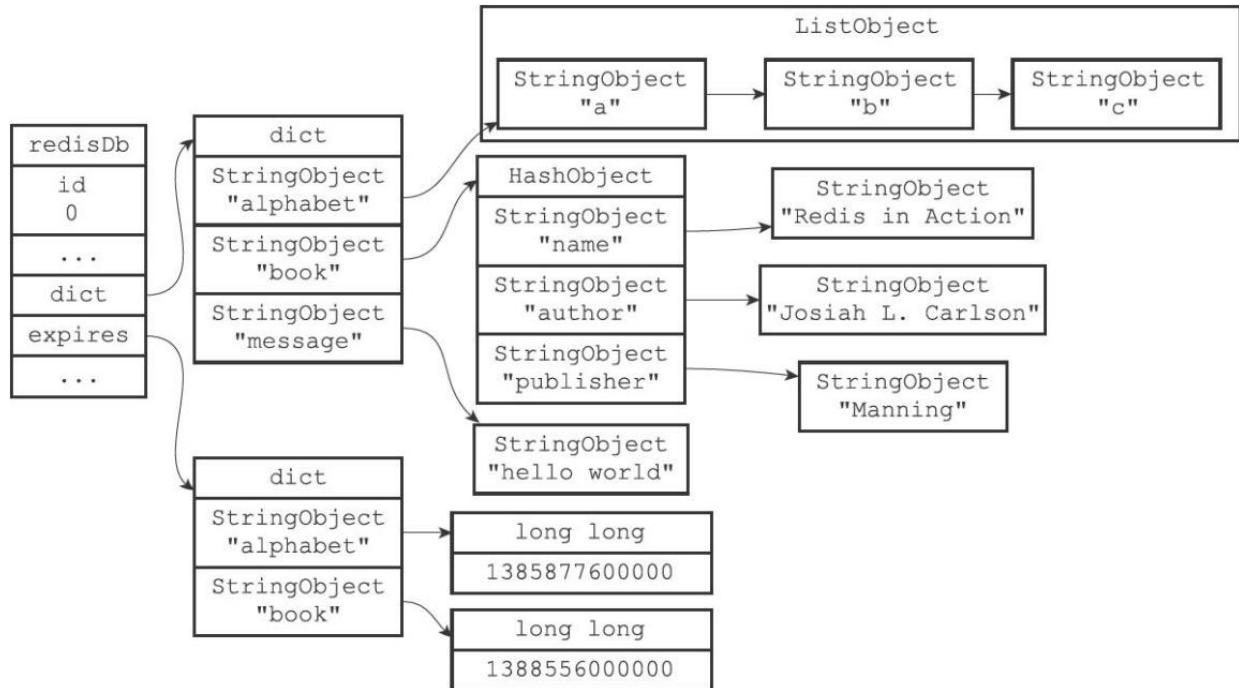 redisDb
id
0
...
dict
expires
...
dict
StringObject
"alphabet"
StringObject
"book"
StringObject
"message"
ListObject
StringObject
"a"
StringObject
"b"
StringObject
"c"
HashObject
StringObject
"name"
StringObject
"author"
StringObject
"publisher"
StringObject
"Redis in Action"
StringObject
"Josiah L. Carlson"
StringObject
"Manning"
StringObject
"hello world"
dict
StringObject
"alphabet"
StringObject
"book"
long long
1385877600000
long long
1388556000000